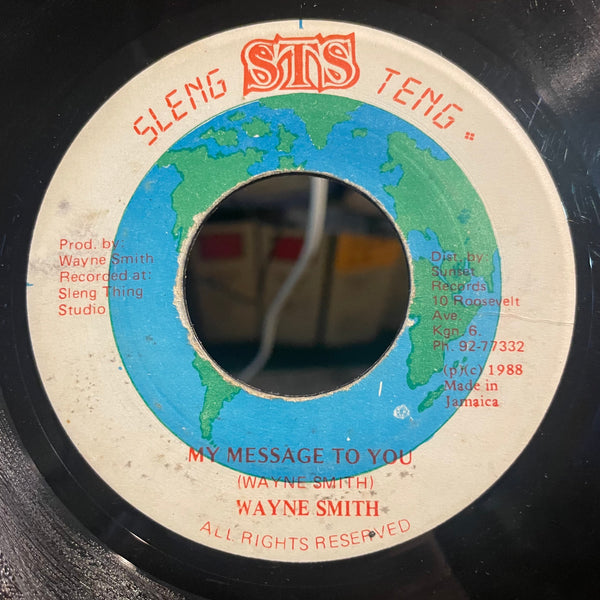 SLENG STS TENG
Prod. by:
Wayne Smith
Recorded at:
Sleng Thing
Studio
Dist. by
Sunset
Records
10 Roosevelt
Ave.
Kgn. 6.
Ph. 92-77332
(p)(c) 1988
Made in
Jamaica
MY MESSAGE TO YOU
(WAYNE SMITH)
WAYNE SMITH
ALL RIGHTS RESERVED